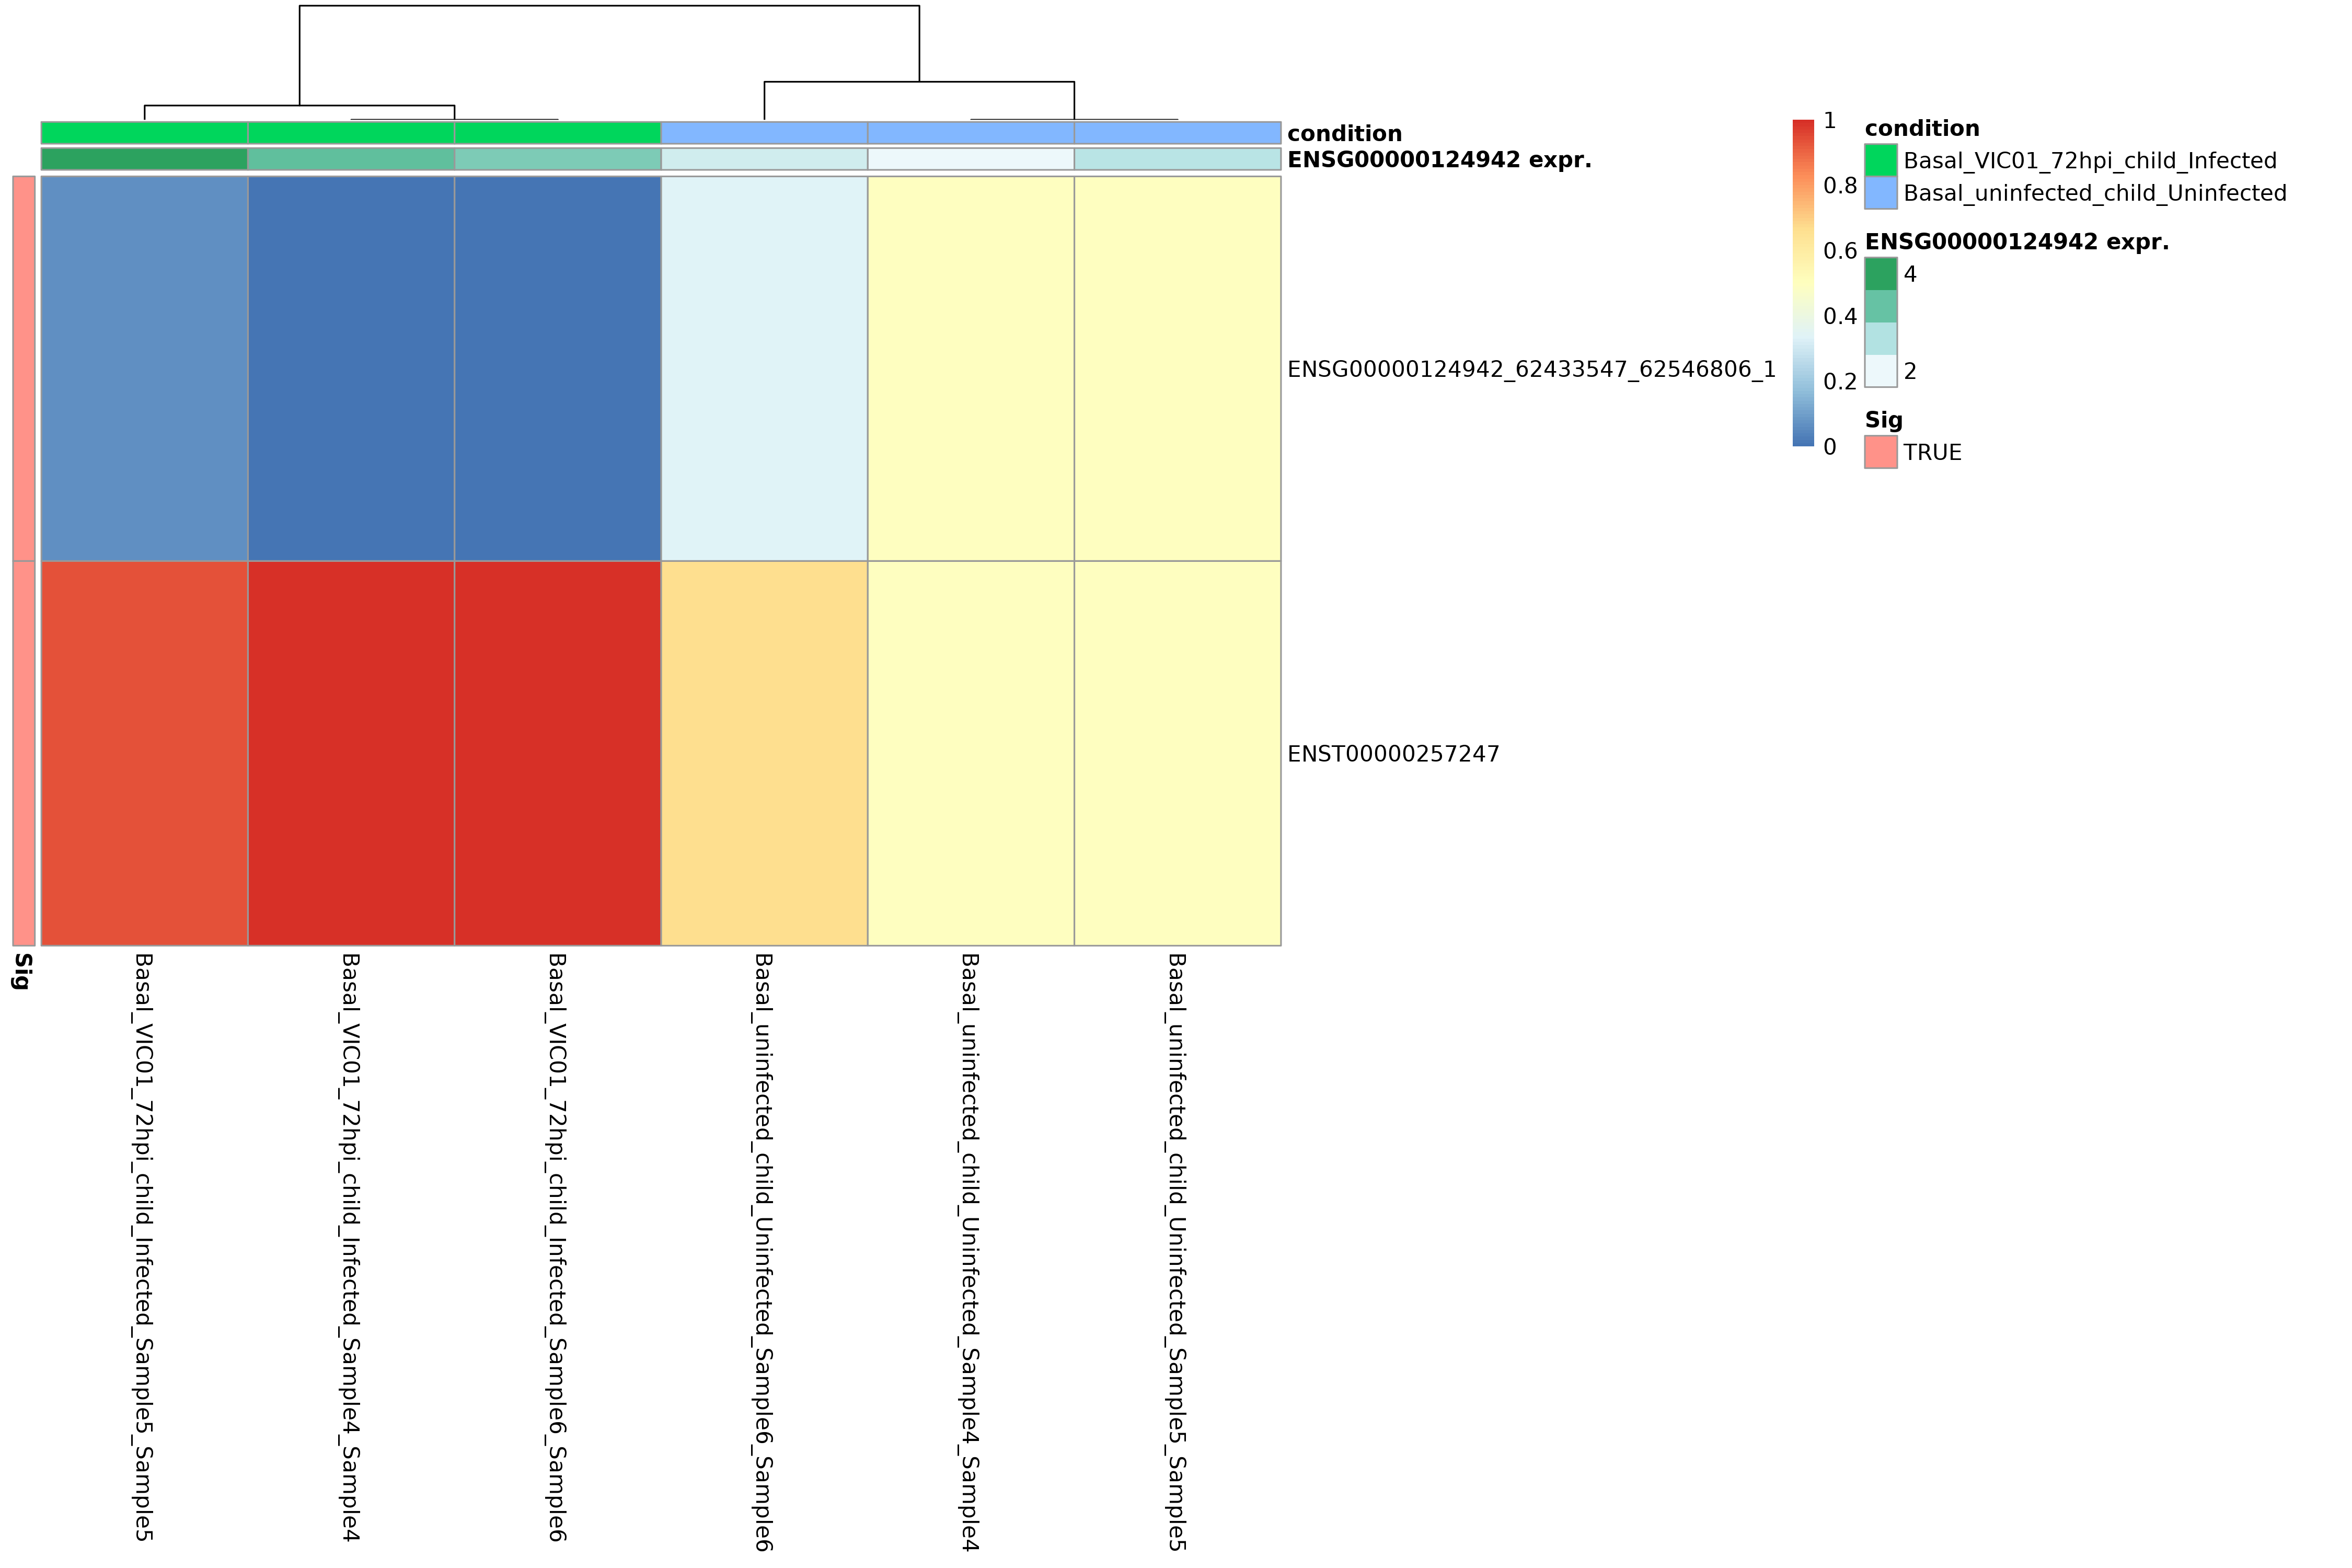 condition
ENSG00000124942 expr.
ENSG00000124942_62433547_62546806_1
ENST00000257247
1
0.8
0.6
0.4
0.2
0
condition
Basal_VIC01_72hpi_child_Infected
Basal_uninfected_child_Uninfected
ENSG00000124942 expr.
4
2
Sig
TRUE
Sig
Basal_VIC01_72hpi_child_Infected_Sample5_Sample5
Basal_VIC01_72hpi_child_Infected_Sample4_Sample4
Basal_VIC01_72hpi_child_Infected_Sample6_Sample6
Basal_uninfected_child_Uninfected_Sample6_Sample6
Basal_uninfected_child_Uninfected_Sample4_Sample4
Basal_uninfected_child_Uninfected_Sample5_Sample5